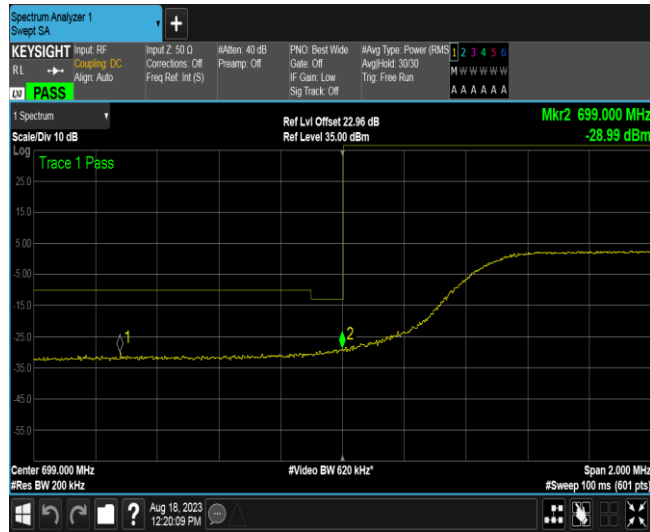 Spectrum Analyzer 1
Swept SA
KEYSIGHT Input: RF Input Z: 50 Ω #Atten: 40 dB PNO: Best Wide #Avg Type: Power (RMS 1 2 3 4 5 6
RL Coupling: DC Corrections: Off Preamp: Off Gate: Off Avg|Hold: 30/30 M W W W W W
Align: Auto Freq Ref: Int (S) IF Gain: Low Trig: Free Run
LXI PASS Sig Track: Off A A A A A A
1 Spectrum Ref Lvl Offset 22.96 dB Mkr2 699.000 MHz
Scale/Div 10 dB Ref Level 35.00 dBm -28.99 dBm
Log
Trace 1 Pass
25.0
15.0
5.00
-5.00
-15.0
-25.0 1 2
-35.0
-45.0
-55.0
Center 699.000 MHz #Video BW 620 kHz* Span 2.000 MHz
#Res BW 200 kHz #Sweep 100 ms (601 pts)
? Aug 18, 2023
12:20:09 PM